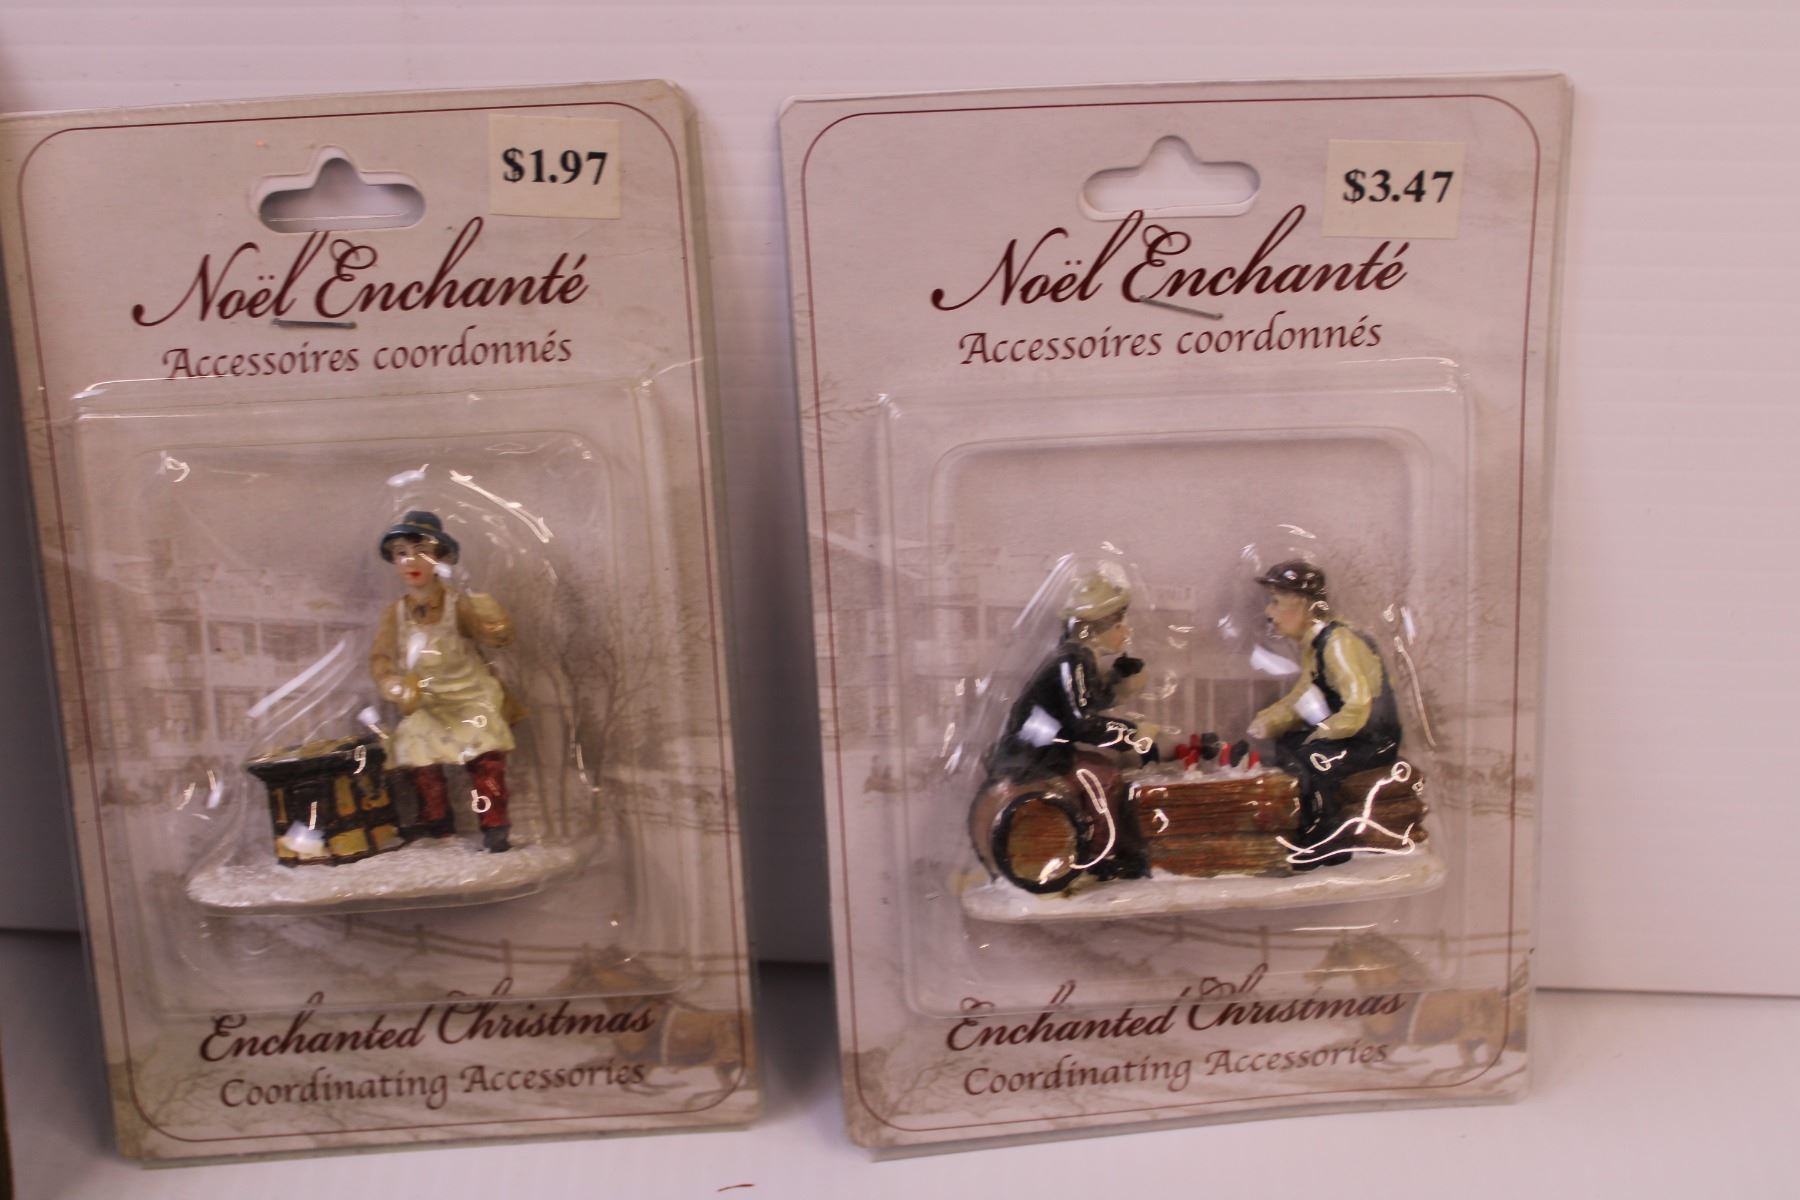 $1.97
Noël Enchanté
Accessoires coordonnés
Enchanted Christmas
Coordinating Accessories
$3.47
Noël Enchanté
Accessoires coordonnés
Enchanted Christmas
Coordinating Accessories